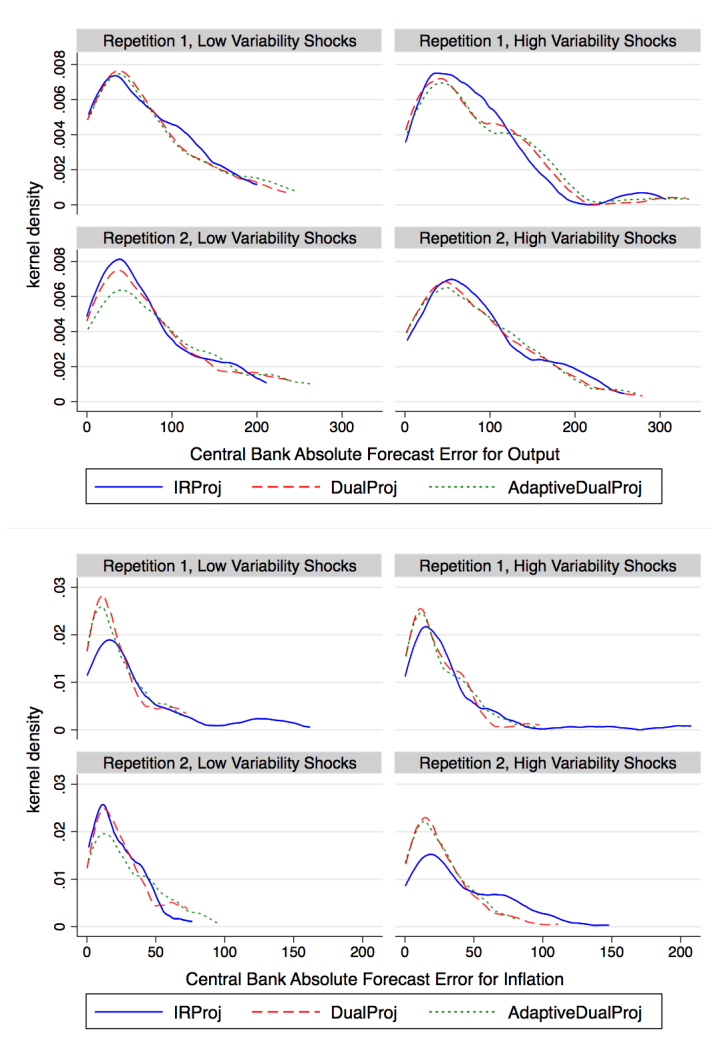 Repetition 1, Low Variability Shocks
Repetition 1, High Variability Shocks
0 .002 .004 .006 .008
kernel density
Repetition 2, Low Variability Shocks
Repetition 2, High Variability Shocks
0 .002 .004 .006 .008
0 100 200 300
0 100 200 300
Central Bank Absolute Forecast Error for Output
IRProj DualProj AdaptiveDualProj
Repetition 1, Low Variability Shocks
Repetition 1, High Variability Shocks
0 .01 .02 .03
kernel density
Repetition 2, Low Variability Shocks
Repetition 2, High Variability Shocks
0 .01 .02 .03
0 50 100 150 200
0 50 100 150 200
Central Bank Absolute Forecast Error for Inflation
IRProj DualProj AdaptiveDualProj